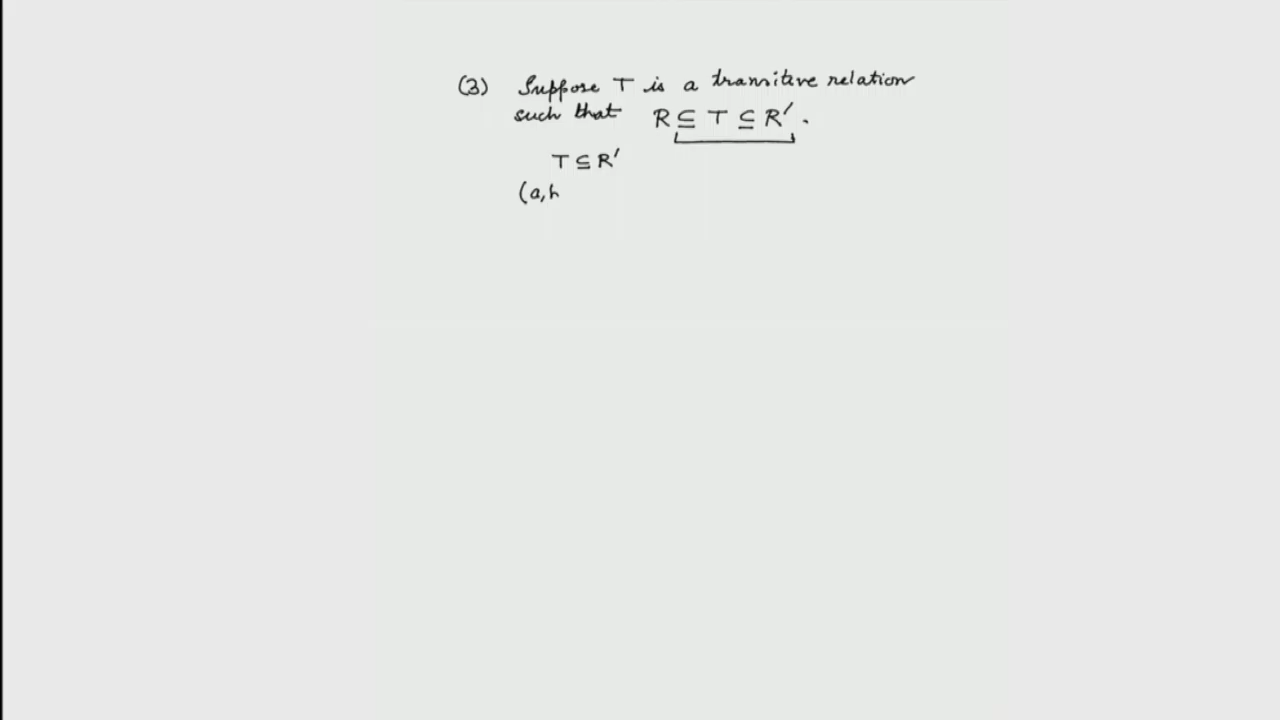 (3) Suppose T is a transitive relation
such that R ⊆ T ⊆ R′ .
T ⊆ R′
(a,h